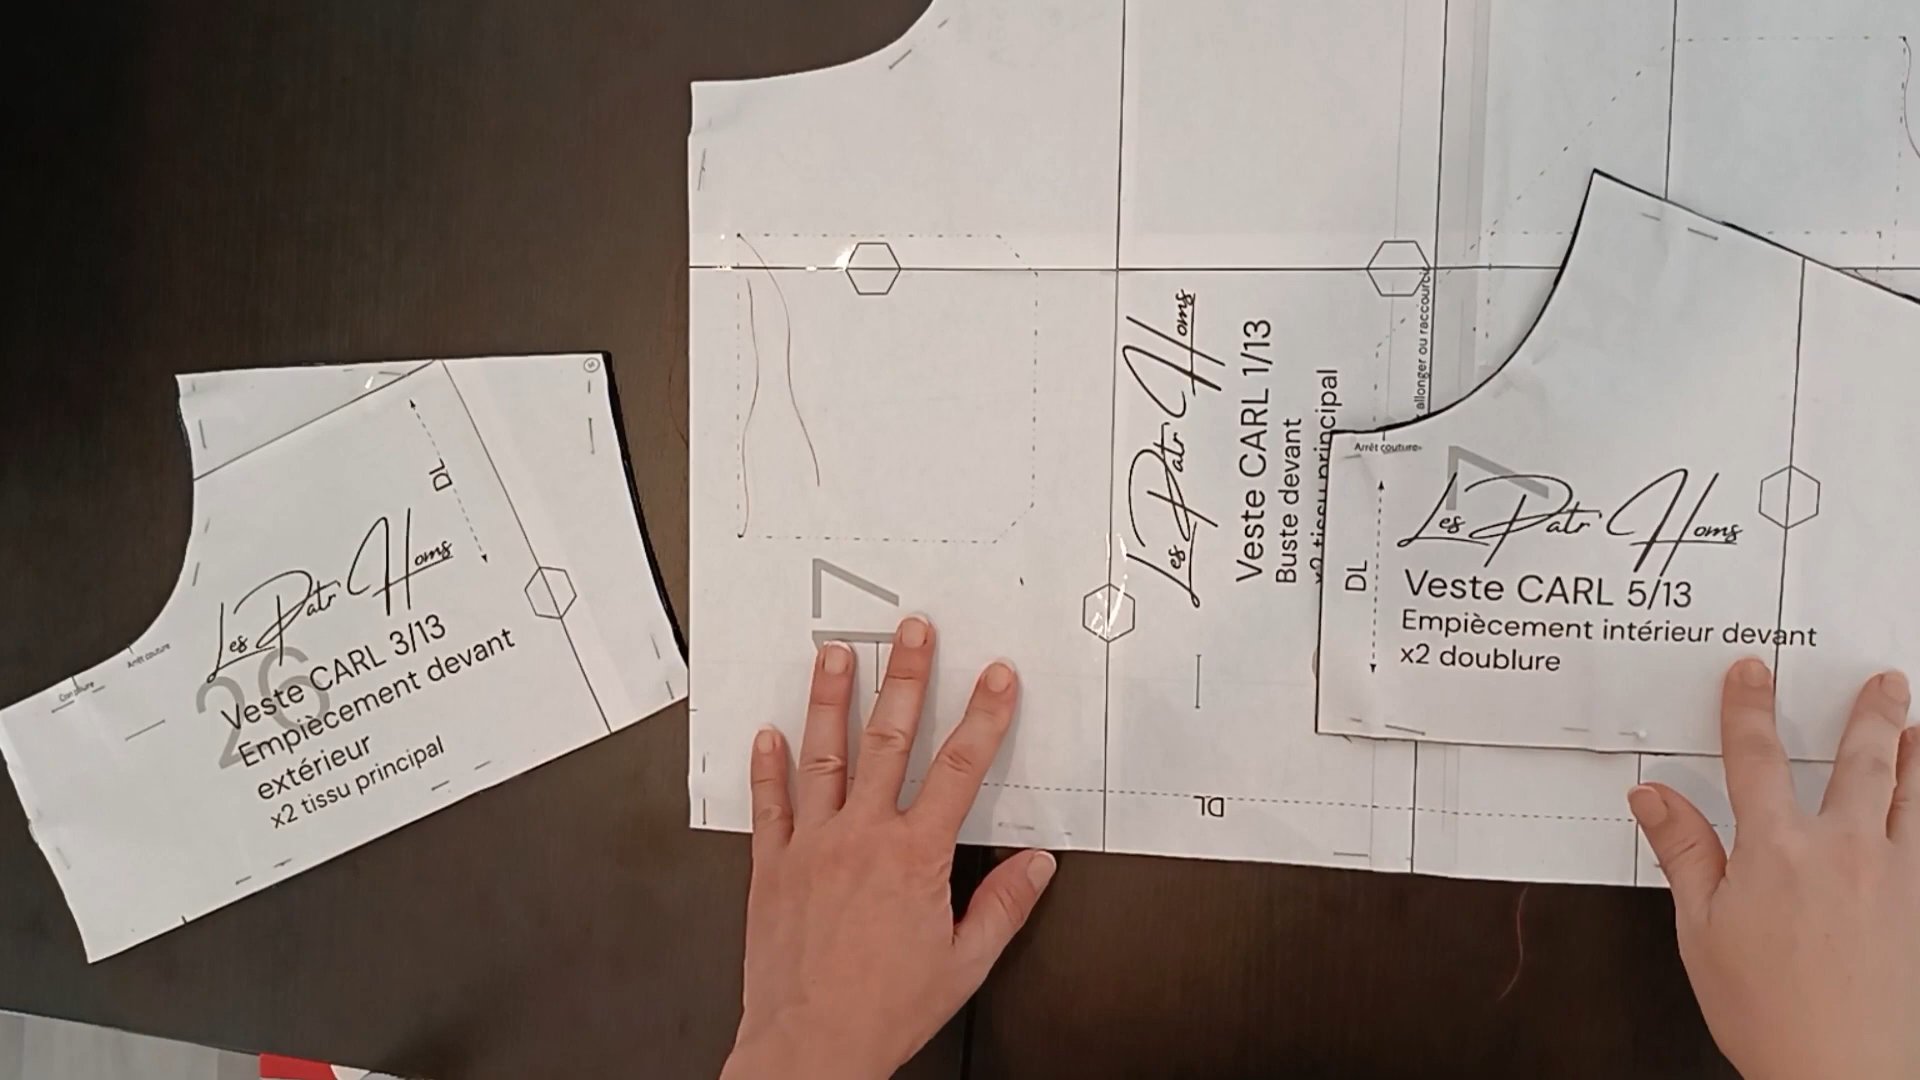 DL
Les Patr'Homs
26
Veste CARL 3/13
Empiècement devant
extérieur
x2 tissu principal
Arrêt couture
S
17
Les Patr'Homs
Veste CARL 1/13
Buste devant
x2 tissu principal
allonger ou raccourcir
DL
Arrêt couture
7
Les Patr'Homs
DL
Veste CARL 5/13
Empiècement intérieur devant
x2 doublure